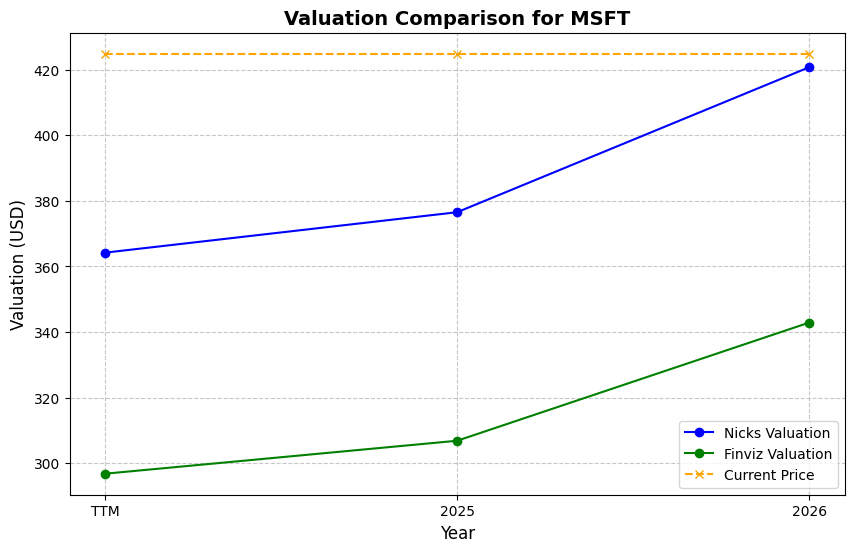 Valuation Comparison for MSFT
Valuation (USD)
420
400
380
360
340
320
300
Nicks Valuation
Finviz Valuation
Current Price
TTM
2025
2026
Year